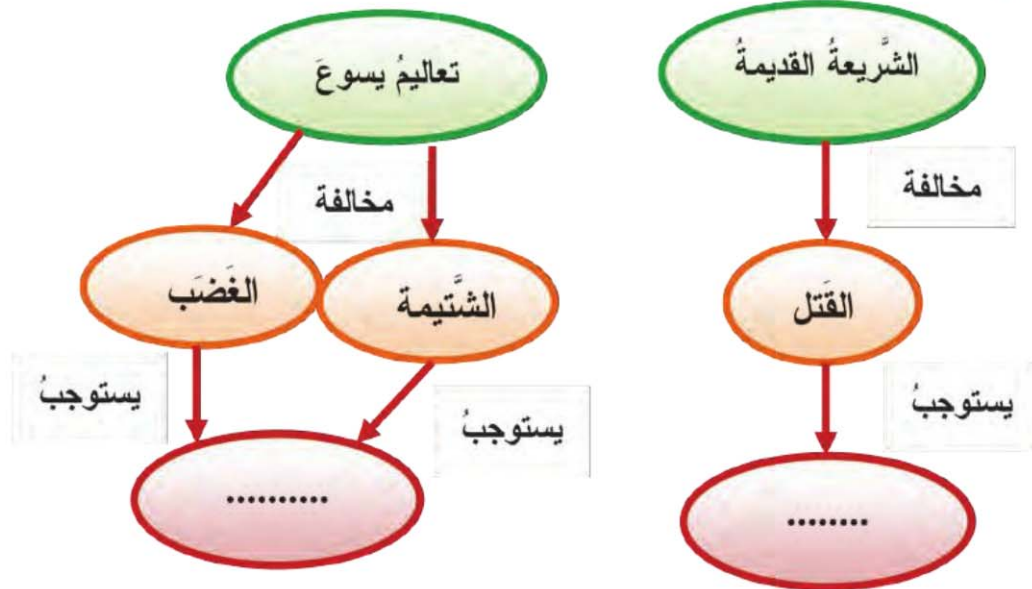 الشَّريعةُ القديمةُ
تعاليمُ يسوعَ
مخالفة
مخالفة
القَتل
الشَّتيمة
الغَضَب
يستوجبُ
يستوجبُ
يستوجبُ
........
..........